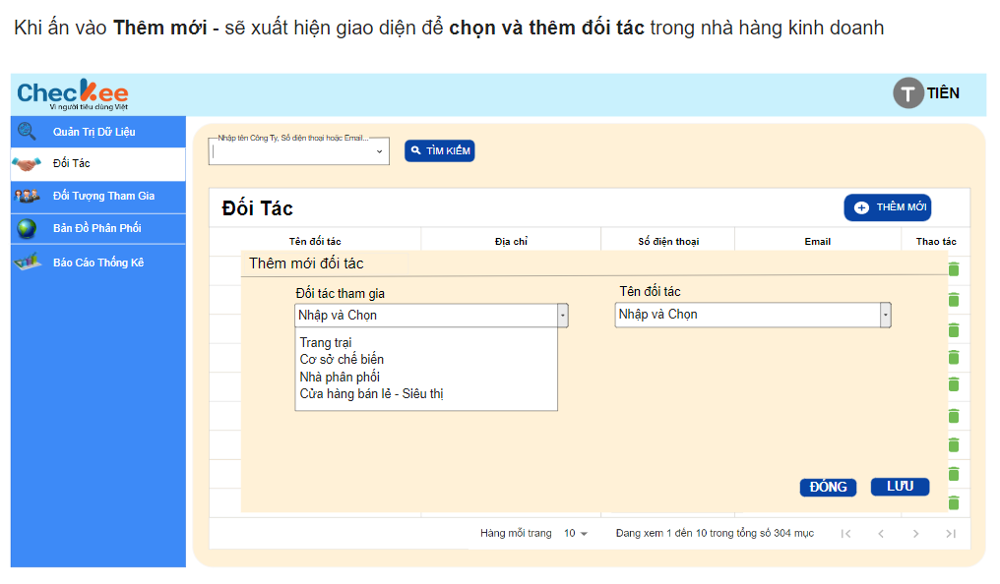 Khi ấn vào Thêm mới - sẽ xuất hiện giao diện để chọn và thêm đối tác trong nhà hàng kinh doanh
Checkee
Vì người tiêu dùng Việt
T TIÊN
Quản Trị Dữ Liệu
Đối Tác
Đối Tượng Tham Gia
Bản Đồ Phân Phối
Báo Cáo Thống Kê
Nhập tên Công Ty, Số điện thoại hoặc Email...
TÌM KIẾM
Đối Tác
THÊM MỚI
Tên đối tác Địa chỉ Số điện thoại Email Thao tác
Thêm mới đối tác
Đối tác tham gia Tên đối tác
Nhập và Chọn Nhập và Chọn
Trang trại
Cơ sở chế biến
Nhà phân phối
Cửa hàng bán lẻ - Siêu thị
ĐÓNG LƯU
Hàng mỗi trang 10 Đang xem 1 đến 10 trong tổng số 304 mục